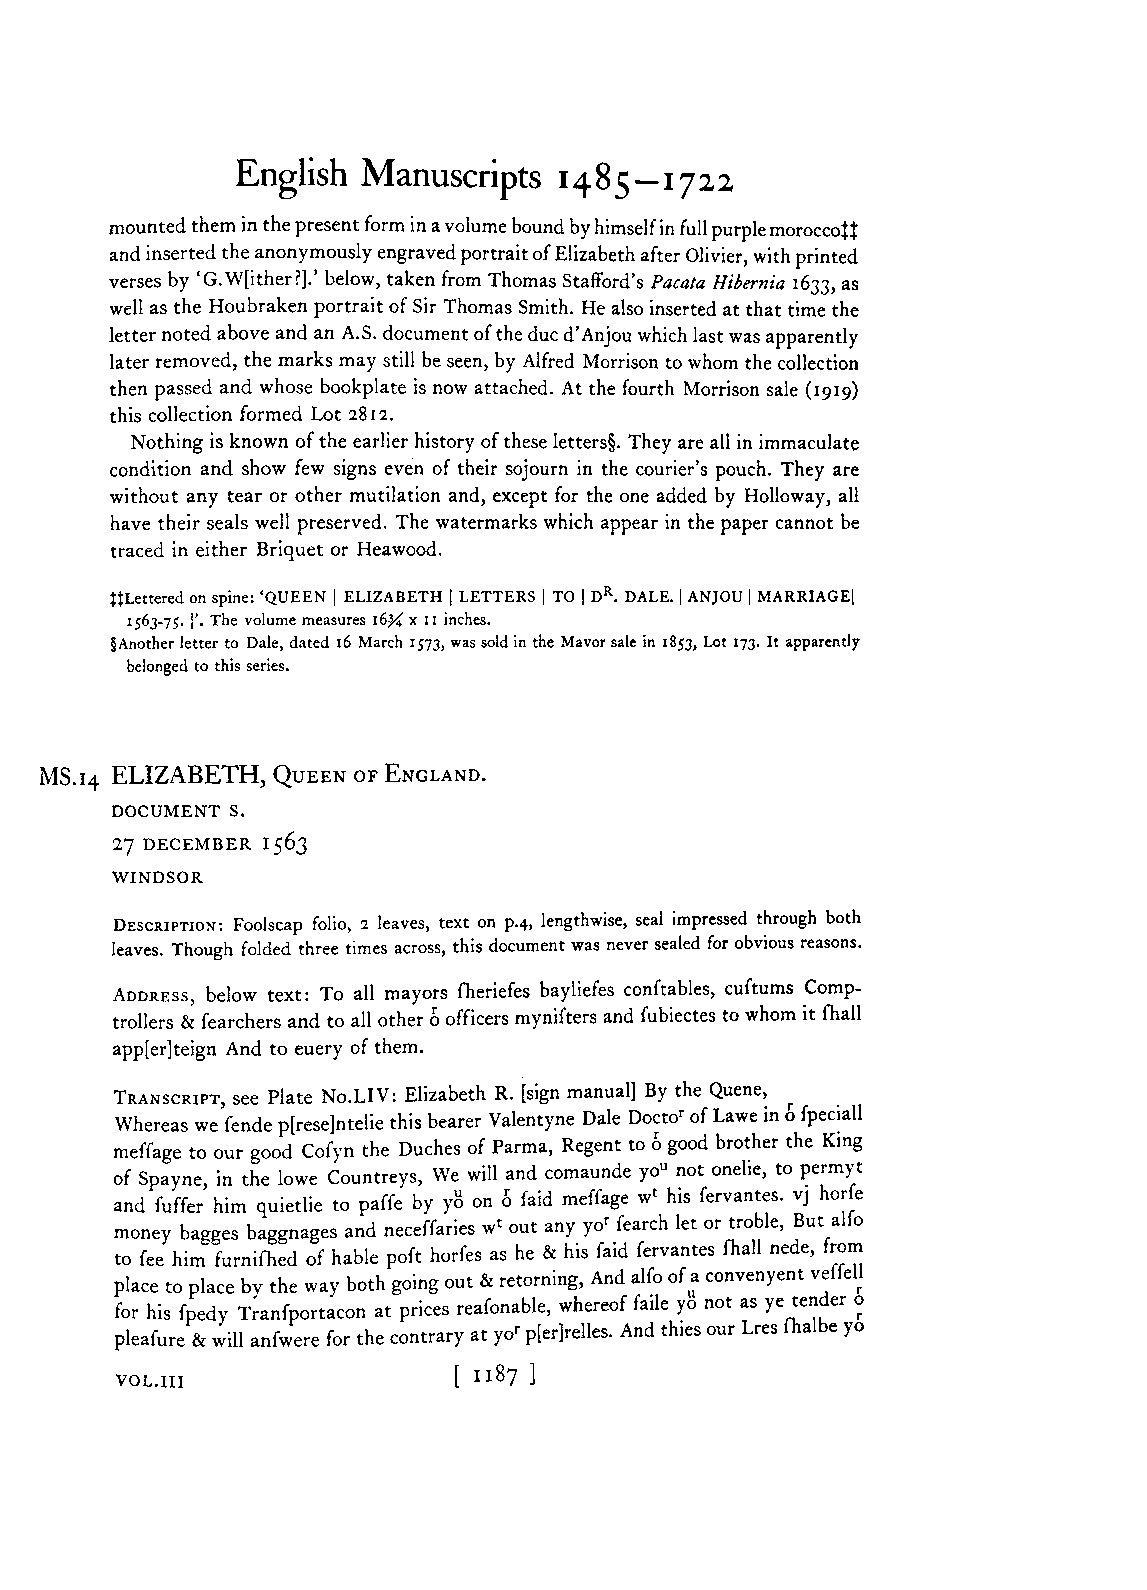 English Manuscripts 1485–1722
mounted them in the present form in a volume bound by himself in full purple morocco‡‡
and inserted the anonymously engraved portrait of Elizabeth after Olivier, with printed
verses by ‘G.W[ither?].’ below, taken from Thomas Stafford's Pacata Hibernia 1633, as
well as the Houbraken portrait of Sir Thomas Smith. He also inserted at that time the
letter noted above and an A.S. document of the duc d'Anjou which last was apparently
later removed, the marks may still be seen, by Alfred Morrison to whom the collection
then passed and whose bookplate is now attached. At the fourth Morrison sale (1919)
this collection formed Lot 2812.
Nothing is known of the earlier history of these letters§. They are all in immaculate
condition and show few signs even of their sojourn in the courier's pouch. They are
without any tear or other mutilation and, except for the one added by Holloway, all
have their seals well preserved. The watermarks which appear in the paper cannot be
traced in either Briquet or Heawood.
‡‡Lettered on spine: ‘QUEEN | ELIZABETH | LETTERS | TO | Dᴿ. DALE. | ANJOU | MARRIAGE|
1563-75. |’. The volume measures 16¾ x 11 inches.
§Another letter to Dale, dated 16 March 1573, was sold in the Mavor sale in 1853, Lot 173. It apparently
belonged to this series.
MS.14 ELIZABETH, QUEEN OF ENGLAND.
DOCUMENT S.
27 DECEMBER 1563
WINDSOR
DESCRIPTION: Foolscap folio, 2 leaves, text on p.4, lengthwise, seal impressed through both
leaves. Though folded three times across, this document was never sealed for obvious reasons.
ADDRESS, below text: To all mayors ſheriefes bayliefes conſtables, cuſtums Comp-
trollers & ſearchers and to all other oͬ officers myniſters and ſubiectes to whom it ſhall
app[er]teign And to euery of them.
TRANSCRIPT, see Plate No.LIV: Elizabeth R. [sign manual] By the Quene,
Whereas we ſende p[reſe]ntelie this bearer Valentyne Dale Doctoʳ of Lawe in oͬ ſpeciall
meſſage to our good Coſyn the Duches of Parma, Regent to oͬ good brother the King
of Spayne, in the lowe Countreys, We will and comaunde yoᵘ not onelie, to permyt
and ſuffer him quietlie to paſſe by yoͧ on oͬ ſaid meſſage wᵗ his ſervantes. vj horſe
money bagges baggnages and neceſſaries wᵗ out any yoʳ ſearch let or troble, But alſo
to ſee him furniſhed of hable poſt horſes as he & his ſaid ſervantes ſhall nede, from
place to place by the way both going out & retorning, And alſo of a convenyent veſſell
for his ſpedy Tranſportacon at prices reaſonable, whereof faile yoͧ not as ye tender oͬ
pleaſure & will anſwere for the contrary at yoʳ p[er]relles. And thies our Lres ſhalbe yoͬ
VOL.III
[ 1187 ]